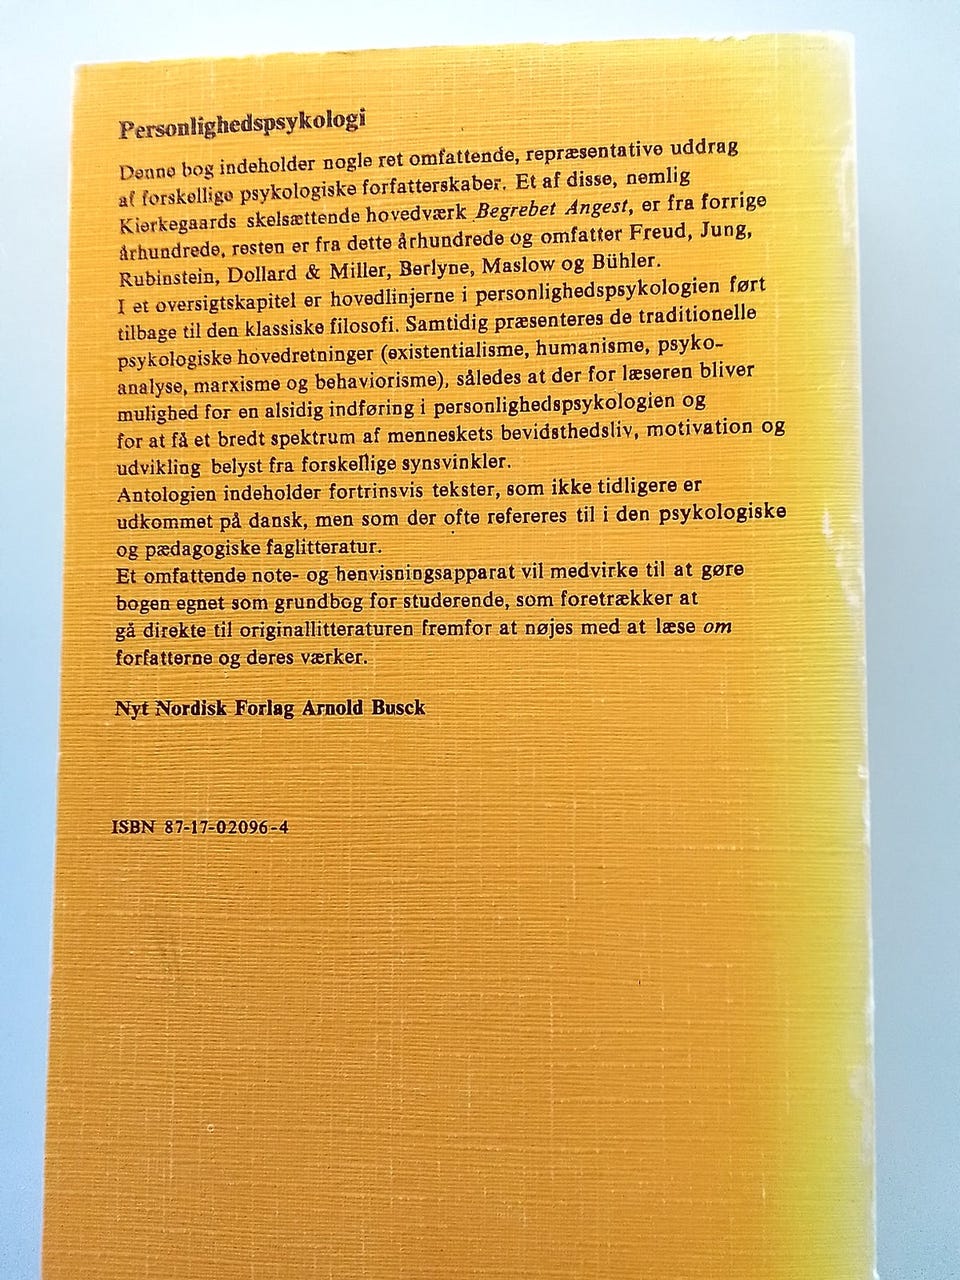 Personlighedspsykologi
Denne bog indeholder nogle ret omfattende, repræsentative uddrag
af forskellige psykologiske forfatterskaber. Et af disse, nemlig
Kierkegaards skelsættende hovedværk Begrebet Angest, er fra forrige
århundrede, resten er fra dette århundrede og omfatter Freud, Jung,
Rubinstein, Dollard & Miller, Berlyne, Maslow og Bühler.
I et oversigtskapitel er hovedlinjerne i personlighedspsykologien ført
tilbage til den klassiske filosofi. Samtidig præsenteres de traditionelle
psykologiske hovedretninger (existentialisme, humanisme, psyko-
analyse, marxisme og behaviorisme), således at der for læseren bliver
mulighed for en alsidig indføring i personlighedspsykologien og
for at få et bredt spektrum af menneskets bevidsthedsliv, motivation og
udvikling belyst fra forskellige synsvinkler.
Antologien indeholder fortrinsvis tekster, som ikke tidligere er
udkommet på dansk, men som der ofte refereres til i den psykologiske
og pædagogiske faglitteratur.
Et omfattende note- og henvisningsapparat vil medvirke til at gøre
bogen egnet som grundbog for studerende, som foretrækker at
gå direkte til originallitteraturen fremfor at nøjes med at læse om
forfatterne og deres værker.
Nyt Nordisk Forlag Arnold Busck
ISBN 87-17-02096-4